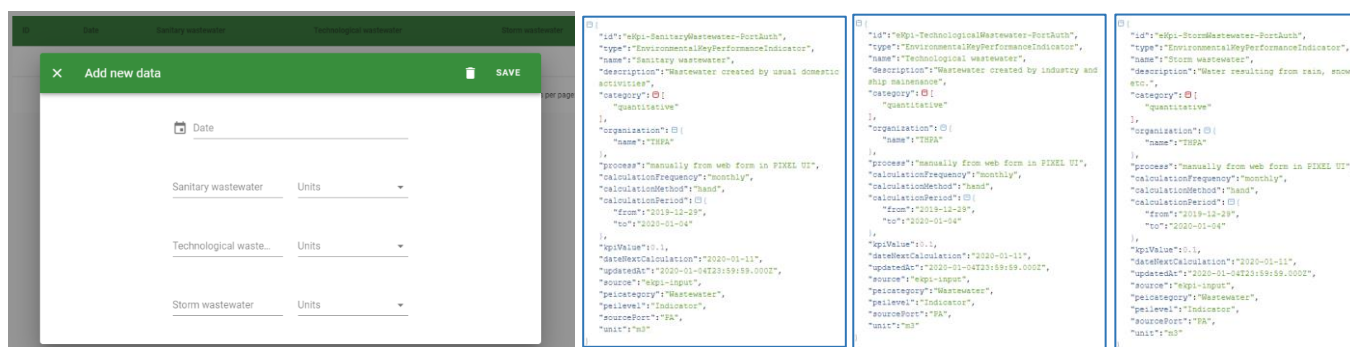 ID Date Sanitary wastewater Technological wastewater Storm wastewater
× Add new data SAVE
per page
Date
Sanitary wastewater Units
Technological waste... Units
Storm wastewater Units
{
"id":"eKpi-SanitaryWastewater-PortAuth",
"type":"EnvironmentalKeyPerformanceIndicator",
"name":"Sanitary wastewater",
"description":"Wastewater created by usual domestic
activities",
"category":[
"quantitative"
],
"organization":{
"name":"THPA"
},
"process":"manually from web form in PIXEL UI",
"calculationFrequency":"monthly",
"calculationMethod":"hand",
"calculationPeriod":{
"from":"2019-12-29",
"to":"2020-01-04"
},
"kpiValue":0.1,
"dateNextCalculation":"2020-01-11",
"updatedAt":"2020-01-04T23:59:59.000Z",
"source":"ekpi-input",
"peicategory":"Wastewater",
"peilevel":"Indicator",
"sourcePort":"PA",
"unit":"m3"
}
{
"id":"eKpi-TechnologicalWastewater-PortAuth",
"type":"EnvironmentalKeyPerformanceIndicator",
"name":"Technological wastewater",
"description":"Wastewater created by industry and
ship mainenance",
"category":[
"quantitative"
],
"organization":{
"name":"THPA"
},
"process":"manually from web form in PIXEL UI",
"calculationFrequency":"monthly",
"calculationMethod":"hand",
"calculationPeriod":{
"from":"2019-12-29",
"to":"2020-01-04"
},
"kpiValue":0.1,
"dateNextCalculation":"2020-01-11",
"updatedAt":"2020-01-04T23:59:59.000Z",
"source":"ekpi-input",
"peicategory":"Wastewater",
"peilevel":"Indicator",
"sourcePort":"PA",
"unit":"m3"
}
{
"id":"eKpi-StormWastewater-PortAuth",
"type":"EnvironmentalKeyPerformanceIndicator",
"name":"Storm wastewater",
"description":"Water resulting from rain, snow
etc.",
"category":[
"quantitative"
],
"organization":{
"name":"THPA"
},
"process":"manually from web form in PIXEL UI"
"calculationFrequency":"monthly",
"calculationMethod":"hand",
"calculationPeriod":{
"from":"2019-12-29",
"to":"2020-01-04"
},
"kpiValue":0.1,
"dateNextCalculation":"2020-01-11",
"updatedAt":"2020-01-04T23:59:59.000Z",
"source":"ekpi-input",
"peicategory":"Wastewater",
"peilevel":"Indicator",
"sourcePort":"PA",
"unit":"m3"
}